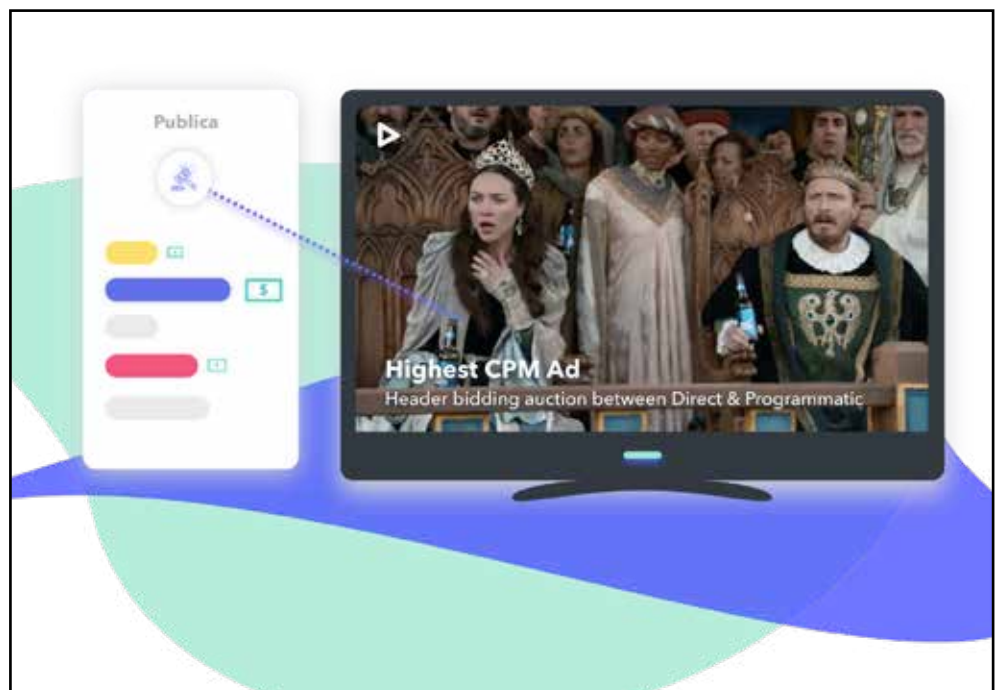 Publica
$
Highest CPM Ad
Header bidding auction between Direct & Programmatic